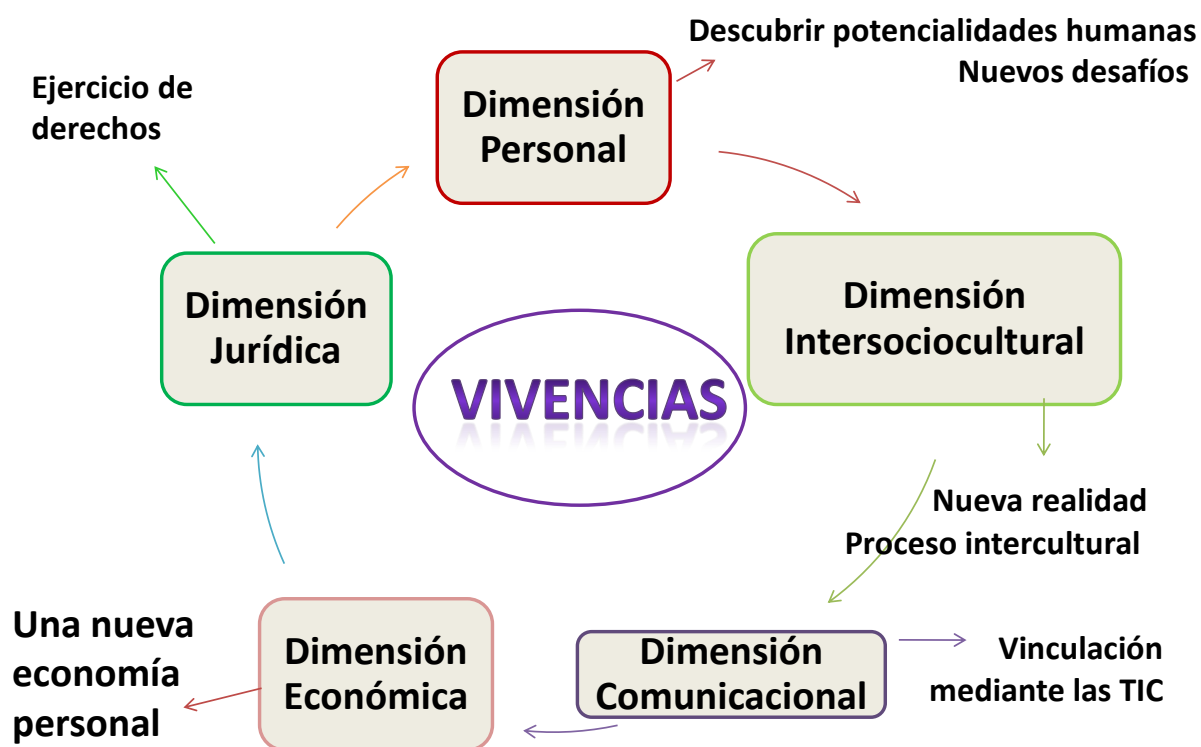 Descubrir potencialidades humanas
Nuevos desafíos
Dimensión
Personal
Ejercicio de
derechos
Dimensión
Intersociocultural
Dimensión
Jurídica
VIVENCIAS
Nueva realidad
Proceso intercultural
Dimensión
Comunicacional
Vinculación
mediante las TIC
Dimensión
Económica
Una nueva
economía
personal